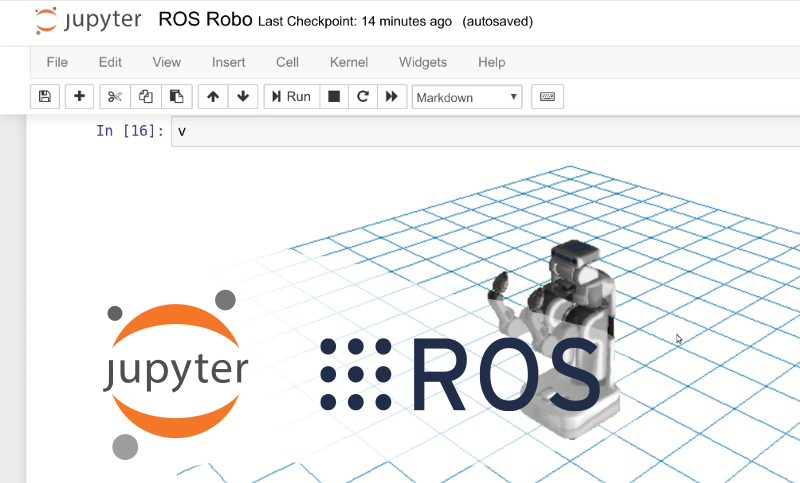 jupyter ROS Robo Last Checkpoint: 14 minutes ago (autosaved)
File Edit View Insert Cell Kernel Widgets Help
Run Markdown
In [16]: v
jupyter ROS